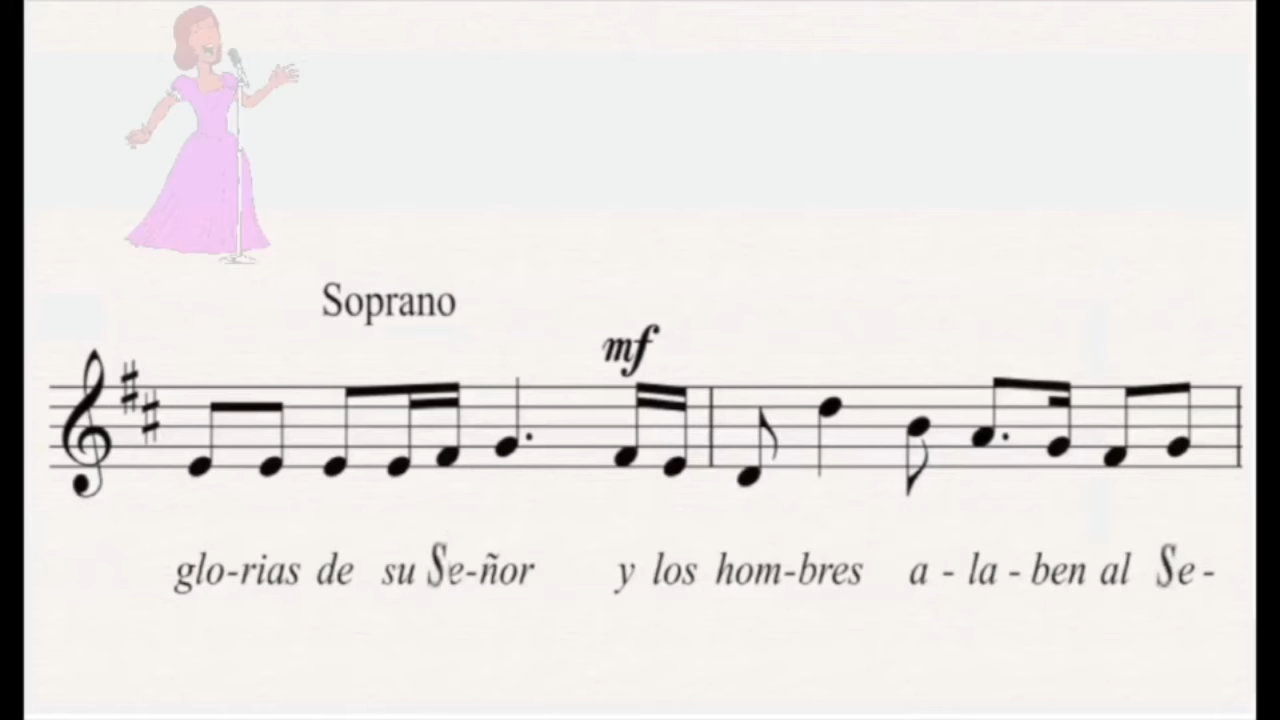 Soprano
mf
glo-rias de su Se-ñor y los hom-bres a - la - ben al Se -